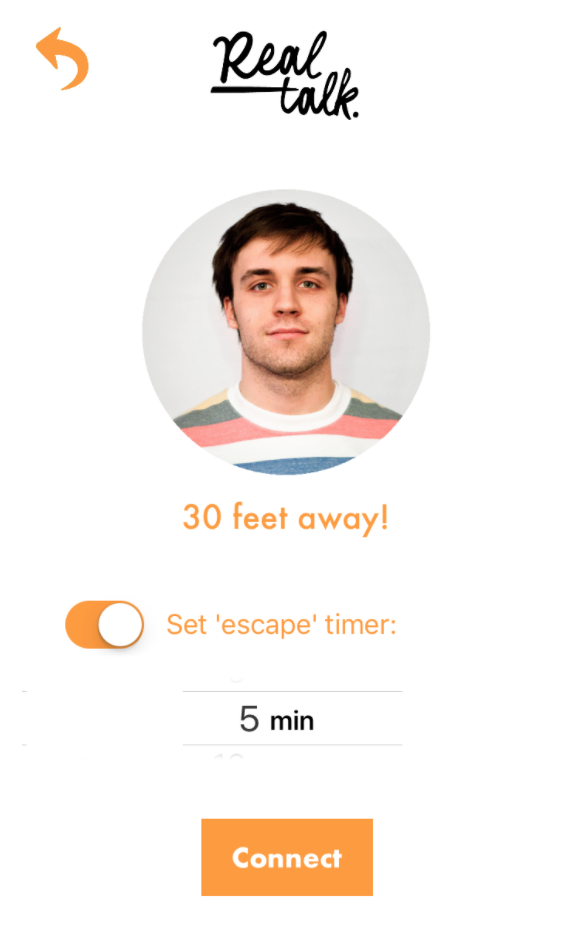 Real
talk.
30 feet away!
Set 'escape' timer:
5 min
Connect